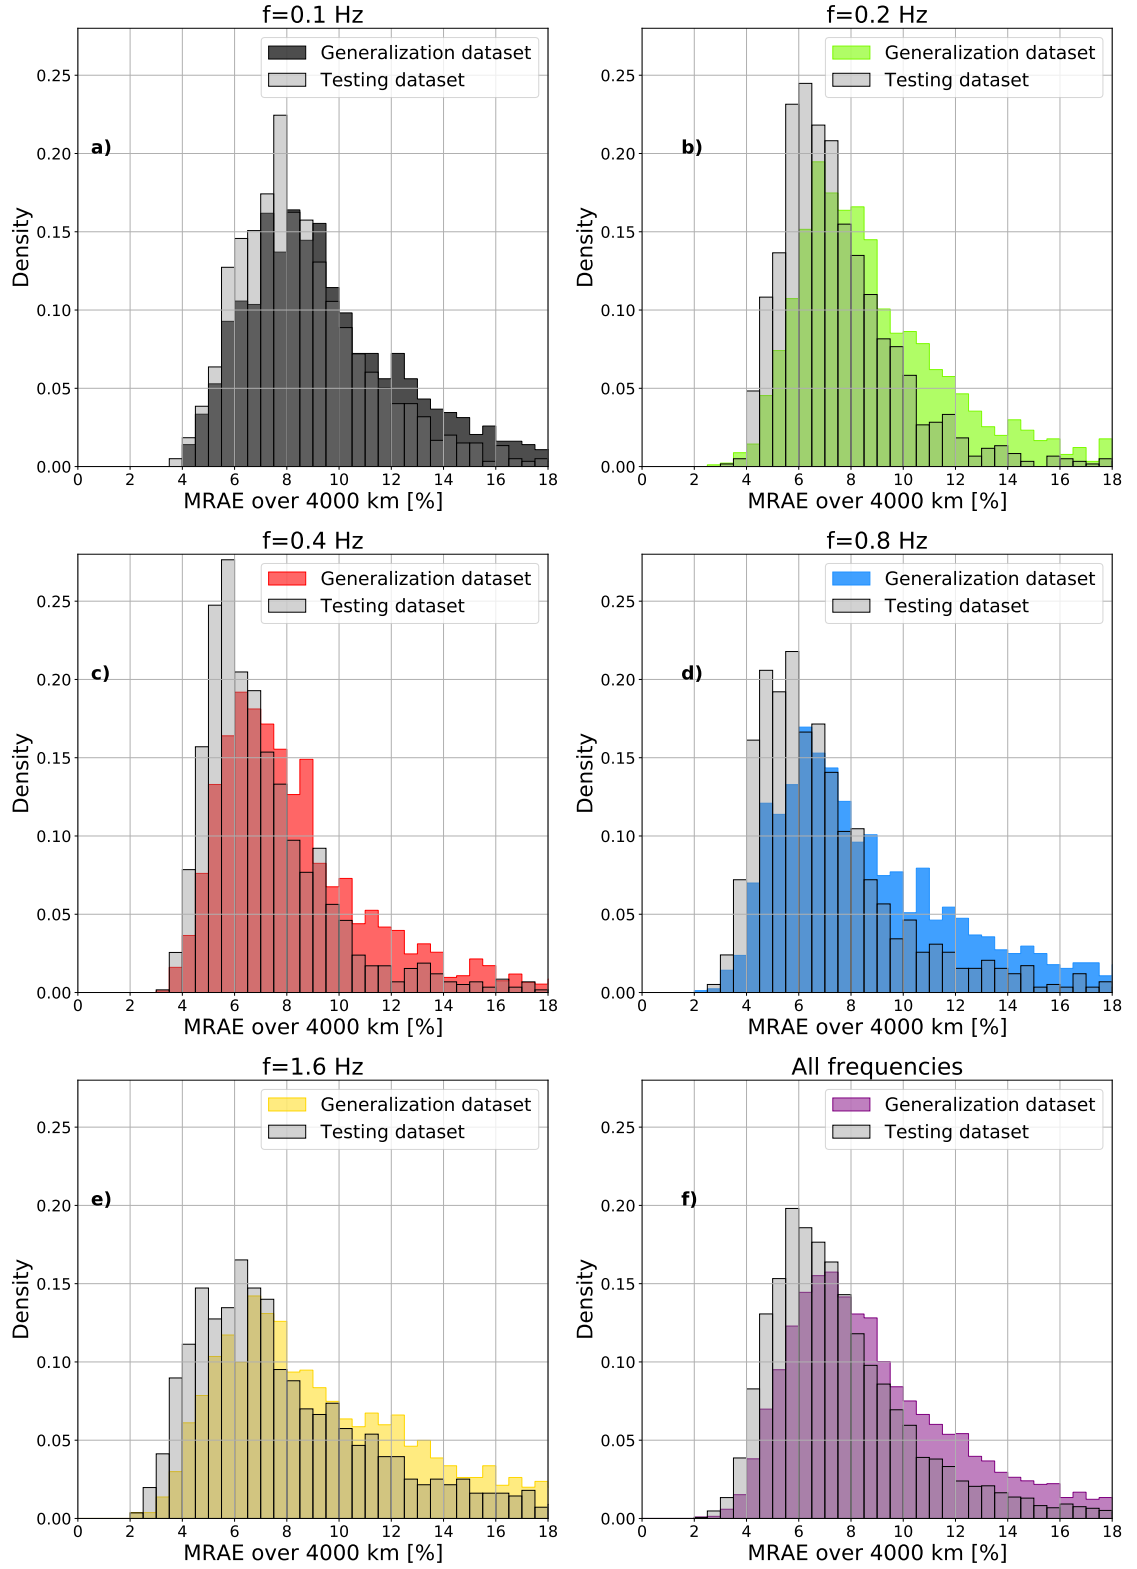 f=0.1 Hz
Generalization dataset
Testing dataset
a)
Density
0.25
0.20
0.15
0.10
0.05
0.00
0 2 4 6 8 10 12 14 16 18
MRAE over 4000 km [%]
f=0.2 Hz
Generalization dataset
Testing dataset
b)
Density
0.25
0.20
0.15
0.10
0.05
0.00
0 2 4 6 8 10 12 14 16 18
MRAE over 4000 km [%]
f=0.4 Hz
Generalization dataset
Testing dataset
c)
Density
0.25
0.20
0.15
0.10
0.05
0.00
0 2 4 6 8 10 12 14 16 18
MRAE over 4000 km [%]
f=0.8 Hz
Generalization dataset
Testing dataset
d)
Density
0.25
0.20
0.15
0.10
0.05
0.00
0 2 4 6 8 10 12 14 16 18
MRAE over 4000 km [%]
f=1.6 Hz
Generalization dataset
Testing dataset
e)
Density
0.25
0.20
0.15
0.10
0.05
0.00
0 2 4 6 8 10 12 14 16 18
MRAE over 4000 km [%]
All frequencies
Generalization dataset
Testing dataset
f)
Density
0.25
0.20
0.15
0.10
0.05
0.00
0 2 4 6 8 10 12 14 16 18
MRAE over 4000 km [%]